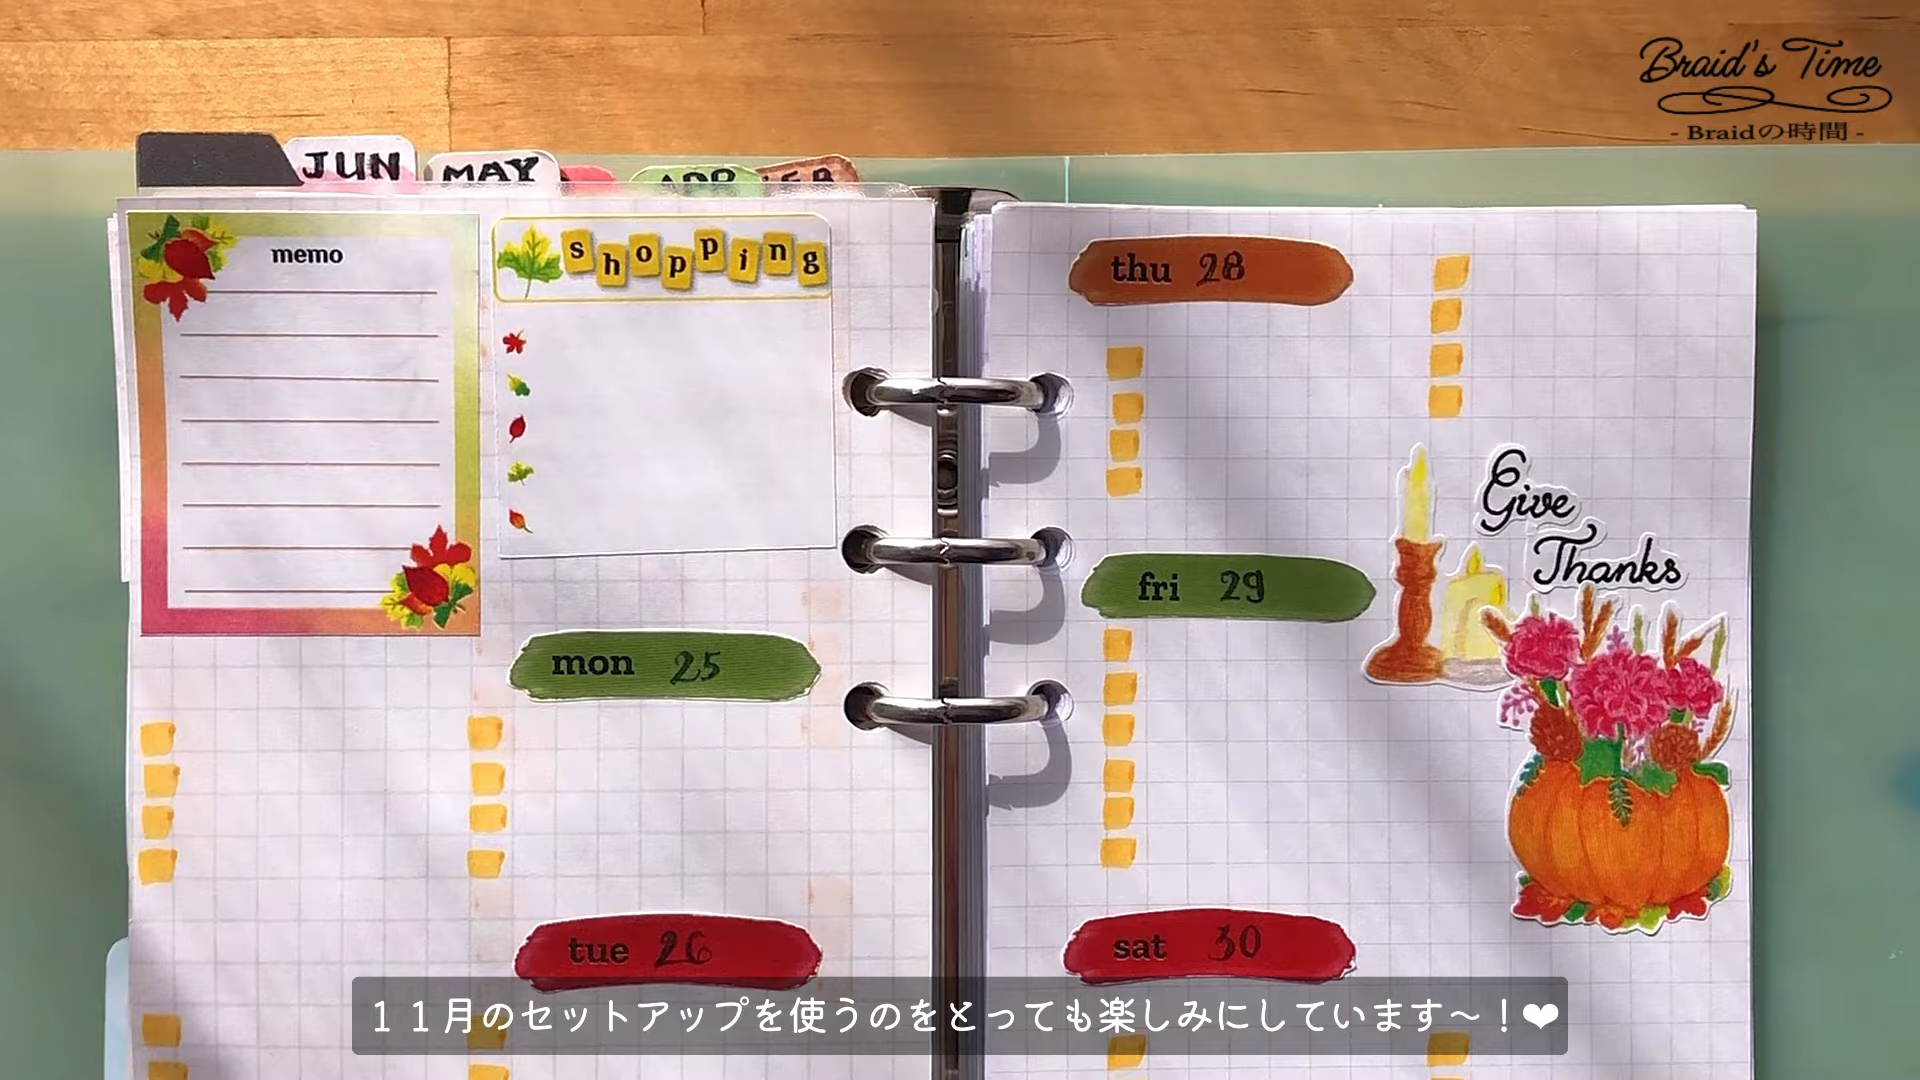 Braid's Time
- Braidの時間 -
JUN
MAY
APR
FEB
memo
shopping
mon 25
tue 26
thu 28
fri 29
sat 30
Give
Thanks
11月のセットアップを使うのをとっても楽しみにしています～！❤